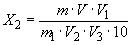 X₂ = m · V · V₁ / m₁ · V₂ · V₃ · 10